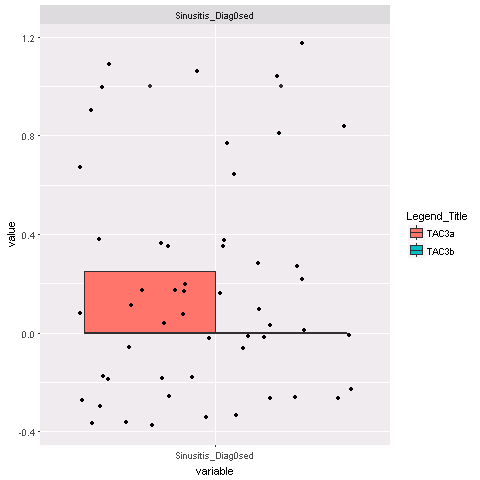 Sinusitis_Diag0sed
1.2
0.8
0.4
0.0
-0.4
value
Sinusitis_Diag0sed
variable
Legend_Title
TAC3a
TAC3b